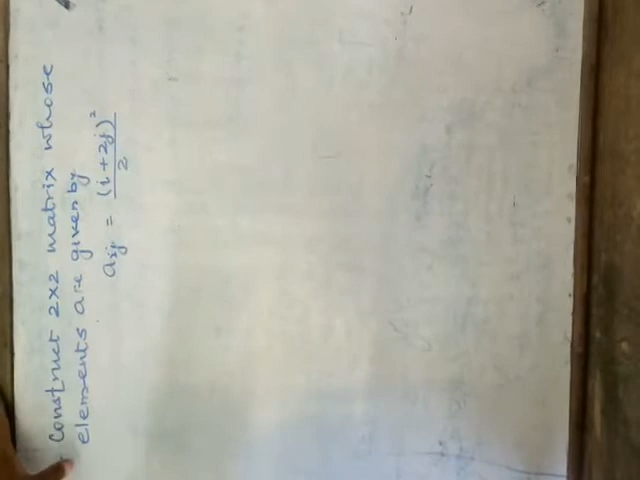 Construct 2x2 matrix whose
elements are given by
aij = (i + 2j)² / 2